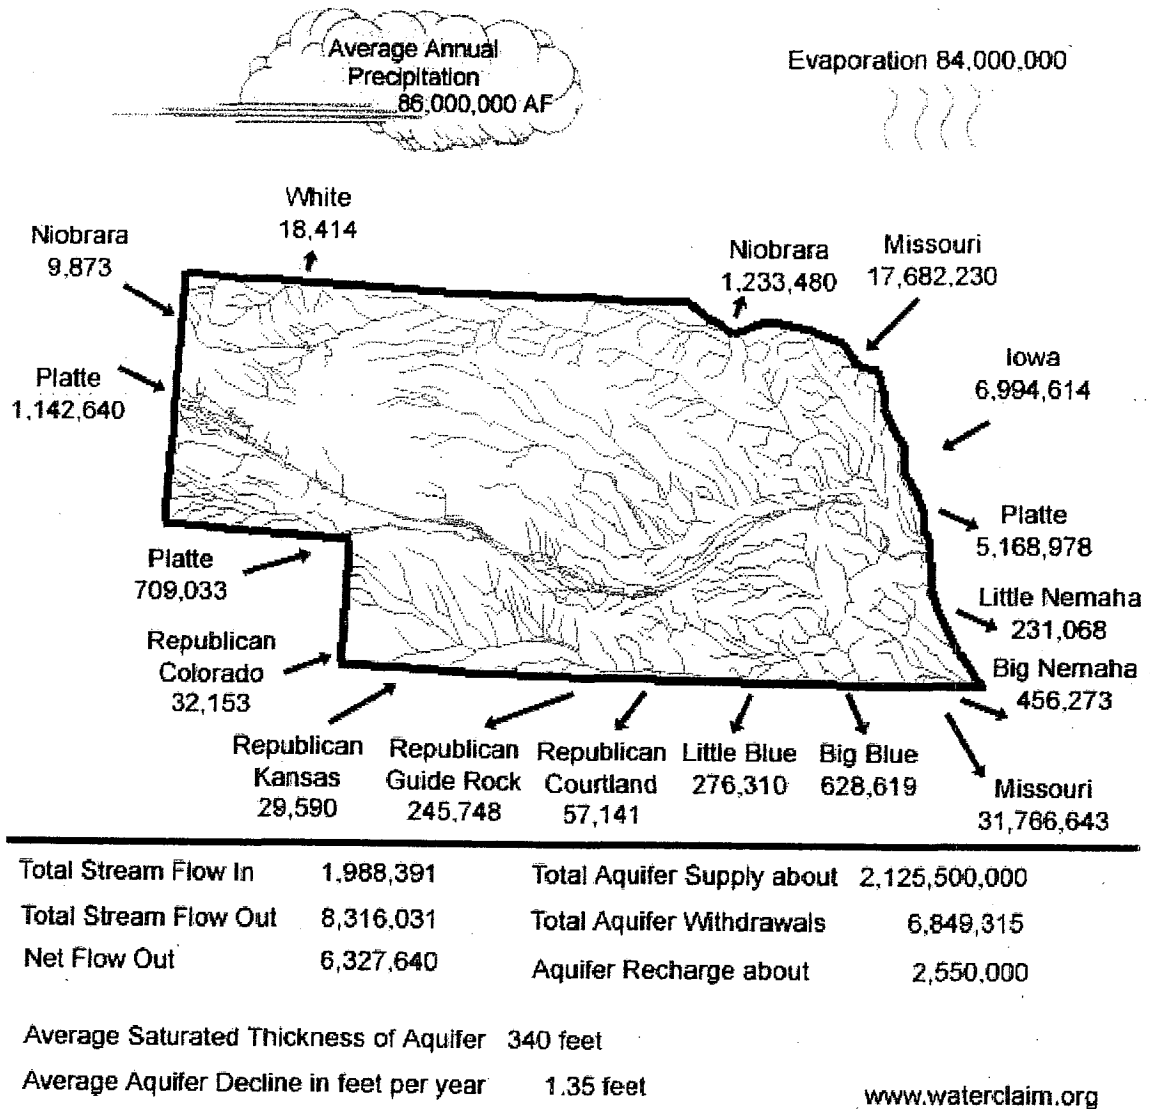 Average Annual
Precipitation
86,000,000 AF
Evaporation 84,000,000
White
18,414
Niobrara
9,873
Niobrara
1,233,480
Missouri
17,682,230
Iowa
6,994,614
Platte
1,142,640
Platte
5,168,978
Platte
709,033
Little Nemaha
231,068
Republican
Colorado
32,153
Big Nemaha
456,273
Republican
Kansas
29,590
Republican
Guide Rock
245,748
Republican
Courtland
57,141
Little Blue
276,310
Big Blue
628,619
Missouri
31,766,643
Total Stream Flow In 1,988,391
Total Aquifer Supply about 2,125,500,000
Total Stream Flow Out 8,316,031
Total Aquifer Withdrawals 6,849,315
Net Flow Out 6,327,640
Aquifer Recharge about 2,550,000
Average Saturated Thickness of Aquifer 340 feet
Average Aquifer Decline in feet per year 1.35 feet
www.waterclaim.org